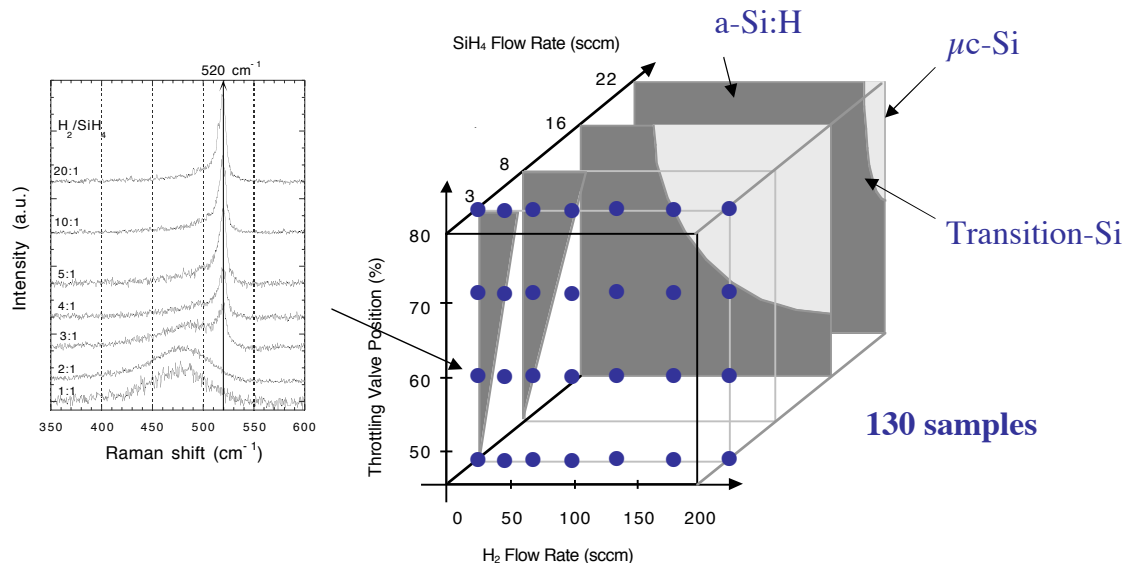 520 cm-1
H2/SiH4
20:1
10:1
5:1
4:1
3:1
2:1
1:1
350 400 450 500 550 600
Raman shift (cm-1)
Intensity (a.u.)
SiH4 Flow Rate (sccm)
a-Si:H
µc-Si
Transition-Si
22
16
8
3
80
70
60
50
Throttling Valve Position (%)
0 50 100 150 200
H2 Flow Rate (sccm)
130 samples